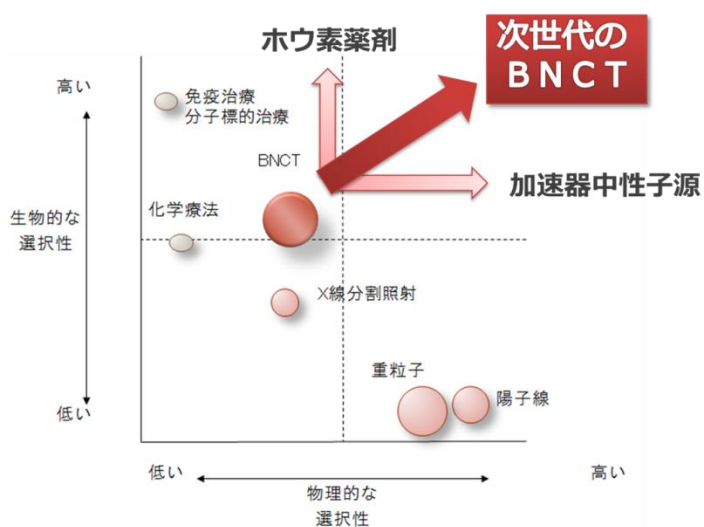 ホウ素薬剤
次世代の
ＢＮＣＴ
高い
免疫治療
分子標的治療
BNCT
加速器中性子源
化学療法
生物的な
選択性
X線分割照射
重粒子
陽子線
低い
低い
高い
物理的な
選択性